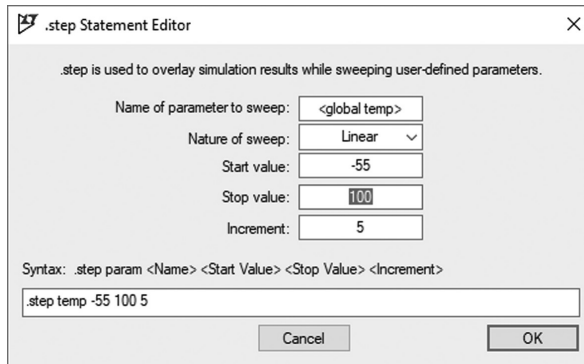 .step Statement Editor
.step is used to overlay simulation results while sweeping user-defined parameters.
Name of parameter to sweep: <global temp>
Nature of sweep: Linear
Start value: -55
Stop value: 100
Increment: 5
Syntax: .step param <Name> <Start Value> <Stop Value> <Increment>
.step temp -55 100 5
Cancel OK